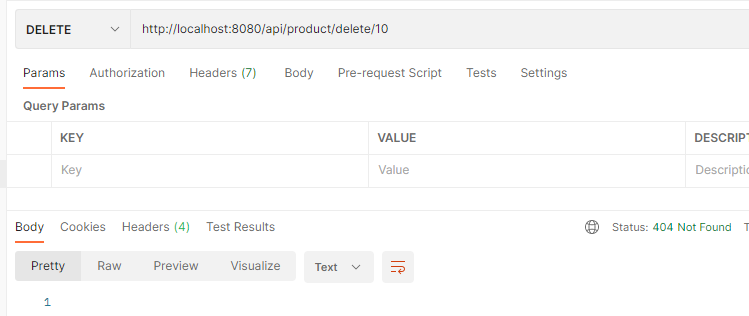 DELETE http://localhost:8080/api/product/delete/10
Params Authorization Headers (7) Body Pre-request Script Tests Settings
Query Params
KEY VALUE DESCRIPT
Key Value Descriptio
Body Cookies Headers (4) Test Results Status: 404 Not Found T
Pretty Raw Preview Visualize Text
1